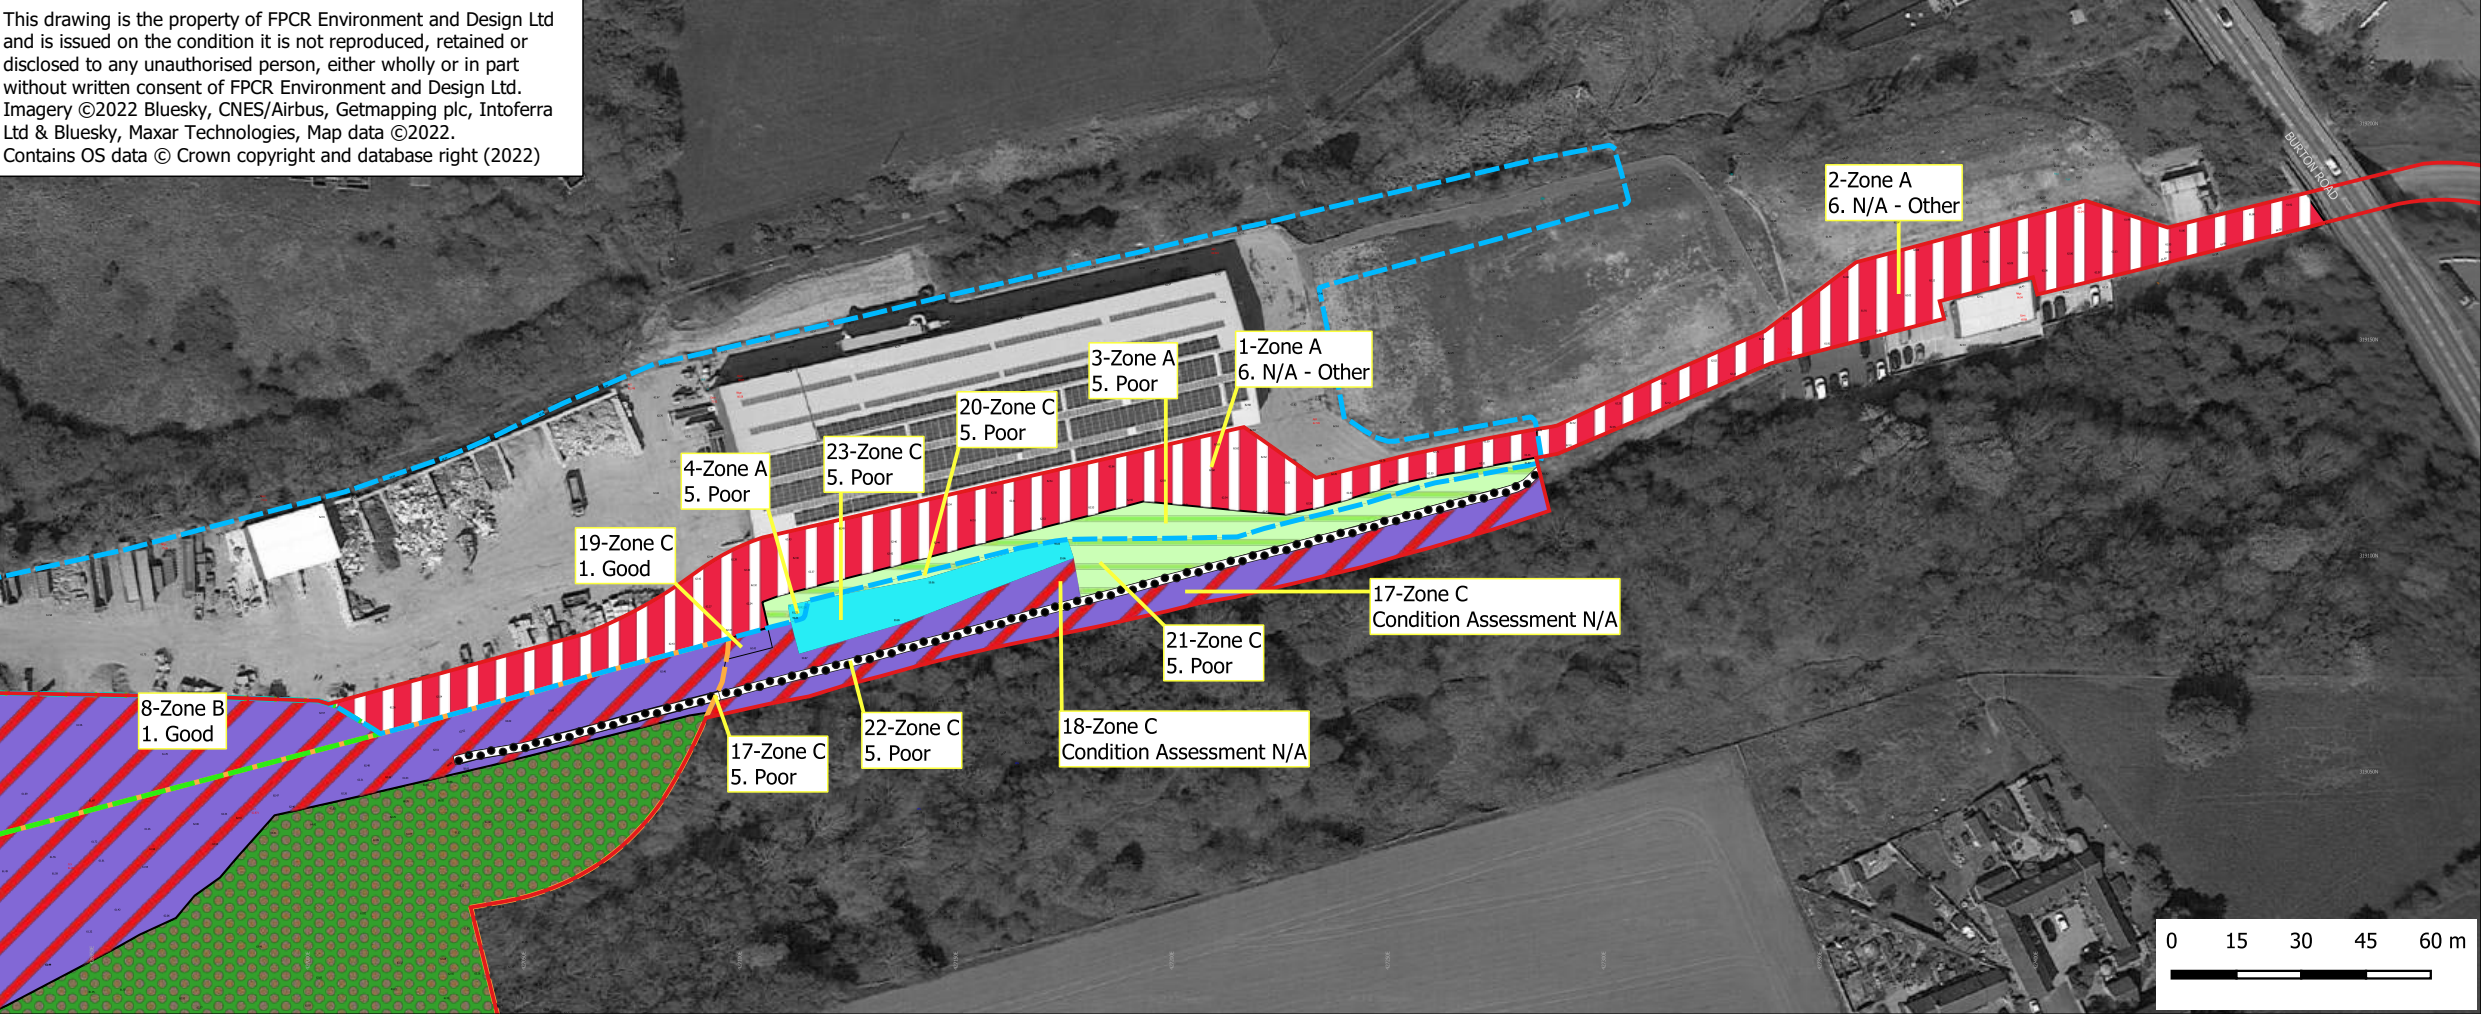 This drawing is the property of FPCR Environment and Design Ltd
and is issued on the condition it is not reproduced, retained or
disclosed to any unauthorised person, either wholly or in part
without written consent of FPCR Environment and Design Ltd.
Imagery ©2022 Bluesky, CNES/Airbus, Getmapping plc, Intoferra
Ltd & Bluesky, Maxar Technologies, Map data ©2022.
Contains OS data © Crown copyright and database right (2022)
BURTON ROAD
2-Zone A
6. N/A - Other
1-Zone A
6. N/A - Other
3-Zone A
5. Poor
20-Zone C
5. Poor
23-Zone C
5. Poor
4-Zone A
5. Poor
19-Zone C
1. Good
17-Zone C
Condition Assessment N/A
21-Zone C
5. Poor
8-Zone B
1. Good
22-Zone C
5. Poor
18-Zone C
Condition Assessment N/A
17-Zone C
5. Poor
0 15 30 45 60 m